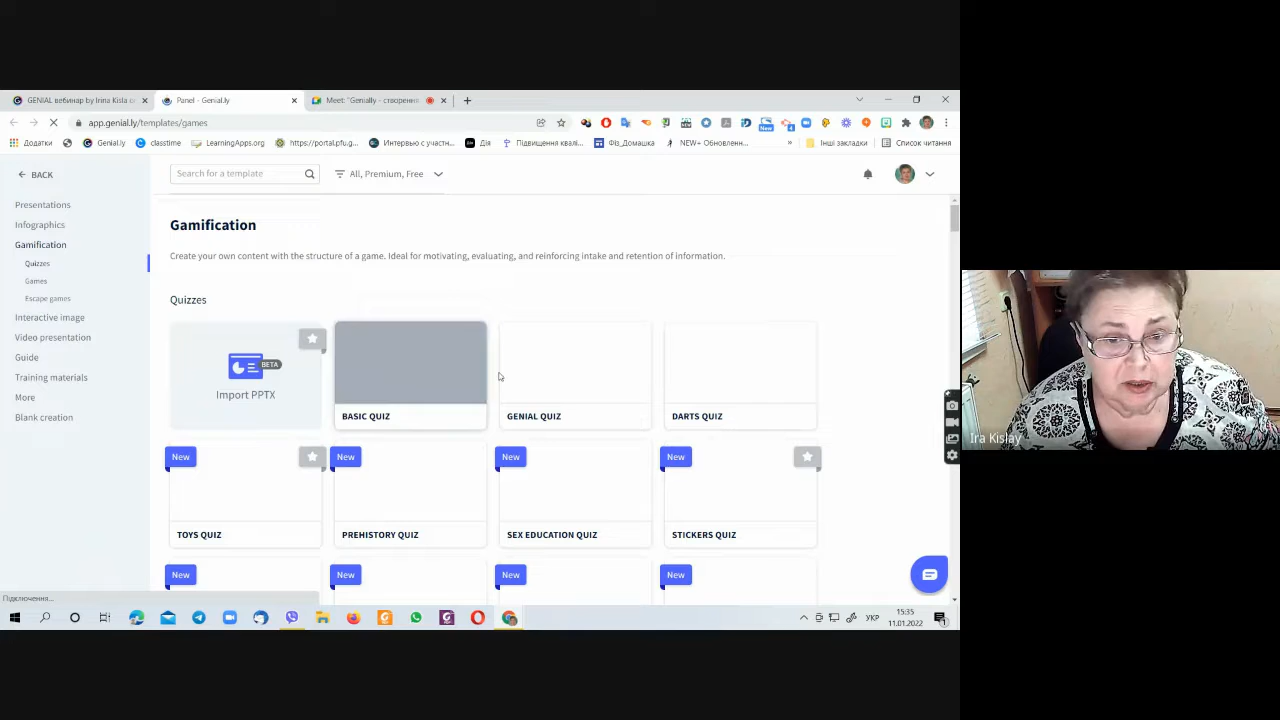 GENIAL вебинар by Irina Kisla
Panel - Genial.ly
Meet: "Genially - створення
app.genial.ly/templates/games
Додатки
Genial.ly
classtime
LearningApps.org
https://portal.pfu.g...
Интервью с участн...
Дія
Підвищення квалі...
Фіз_Домашка
NEW+ Обновленн...
»
Інші закладки
Список читання
BACK
Search for a template
All, Premium, Free
Presentations
Infographics
Gamification
Quizzes
Games
Escape games
Interactive image
Video presentation
Guide
Training materials
More
Blank creation
Gamification
Create your own content with the structure of a game. Ideal for motivating, evaluating, and reinforcing intake and retention of information.
Quizzes
BETA
Import PPTX
BASIC QUIZ
GENIAL QUIZ
DARTS QUIZ
New
New
New
New
TOYS QUIZ
PREHISTORY QUIZ
SEX EDUCATION QUIZ
STICKERS QUIZ
New
New
New
New
Підключення...
УКР
15:35
11.01.2022
Ira Kislay